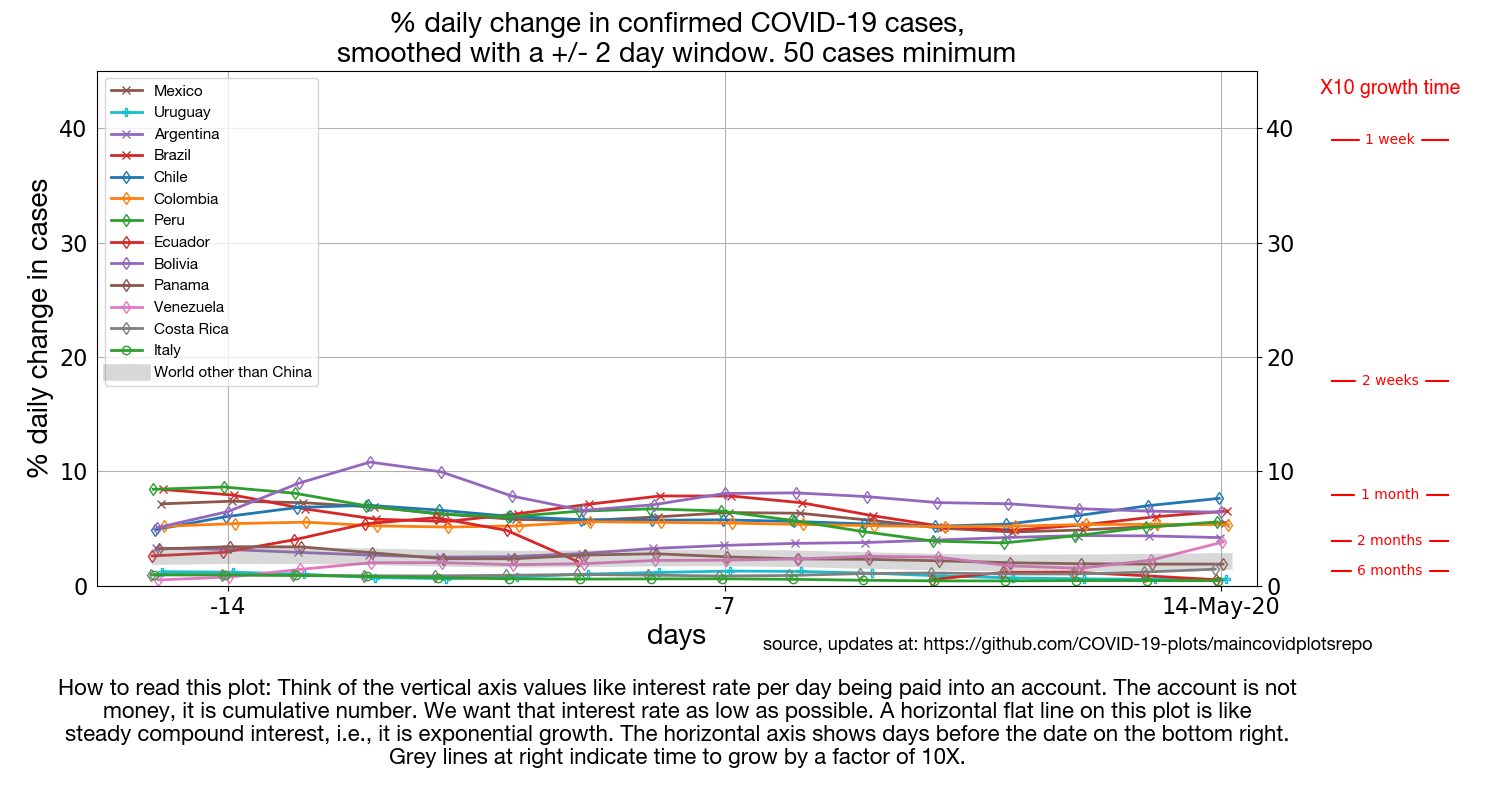 % daily change in confirmed COVID-19 cases,
smoothed with a +/- 2 day window. 50 cases minimum
X10 growth time
Mexico
Uruguay
Argentina
Brazil
Chile
Colombia
Peru
Ecuador
Bolivia
Panama
Venezuela
Costa Rica
Italy
World other than China
% daily change in cases
40
30
20
10
0
40
30
20
10
0
1 week
2 weeks
1 month
2 months
6 months
-14
-7
14-May-20
days
source, updates at: https://github.com/COVID-19-plots/maincovidplotsrepo
How to read this plot: Think of the vertical axis values like interest rate per day being paid into an account. The account is not
money, it is cumulative number. We want that interest rate as low as possible. A horizontal flat line on this plot is like
steady compound interest, i.e., it is exponential growth. The horizontal axis shows days before the date on the bottom right.
Grey lines at right indicate time to grow by a factor of 10X.